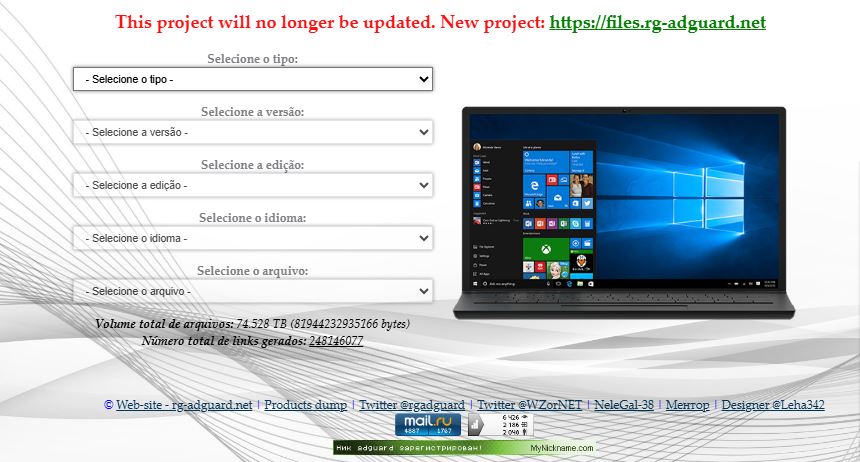 This project will no longer be updated. New project: https://files.rg-adguard.net
Selecione o tipo:
- Selecione o tipo -
Selecione a versão:
- Selecione a versão -
Selecione a edição:
- Selecione a edição -
Selecione o idioma:
- Selecione o idioma -
Selecione o arquivo:
- Selecione o arquivo -
Volume total de arquivos: 74.528 TB (81944232935166 bytes)
Número total de links gerados: 248146077
© Web-site - rg-adguard.net | Products dump | Twitter @rgadguard | Twitter @WZorNET | NeleGal-38 | Ментор | Designer @Leha342
mail.ru
4887 1767
6 426
2 186
2 046
Ник adguard зарегистрирован! MyNickname.com